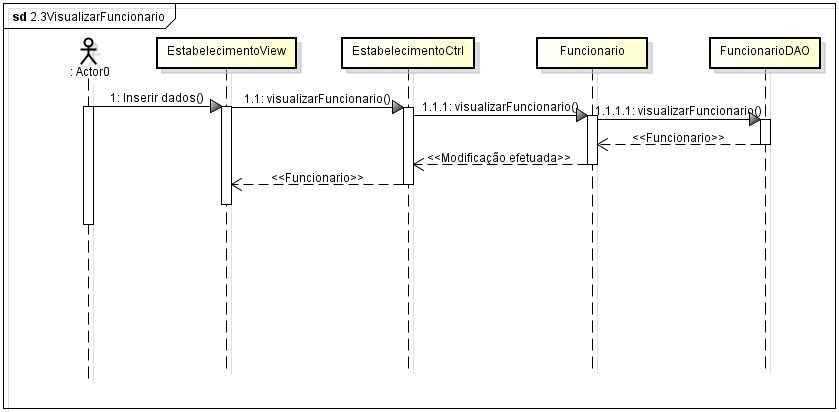 sd 2.3VisualizarFuncionario
: Actor0
EstabelecimentoView
EstabelecimentoCtrl
Funcionario
FuncionarioDAO
1: Inserir dados()
1.1: visualizarFuncionario()
1.1.1: visualizarFuncionario()
1.1.1.1: visualizarFuncionario()
<<Funcionario>>
<<Modificação efetuada>>
<<Funcionario>>